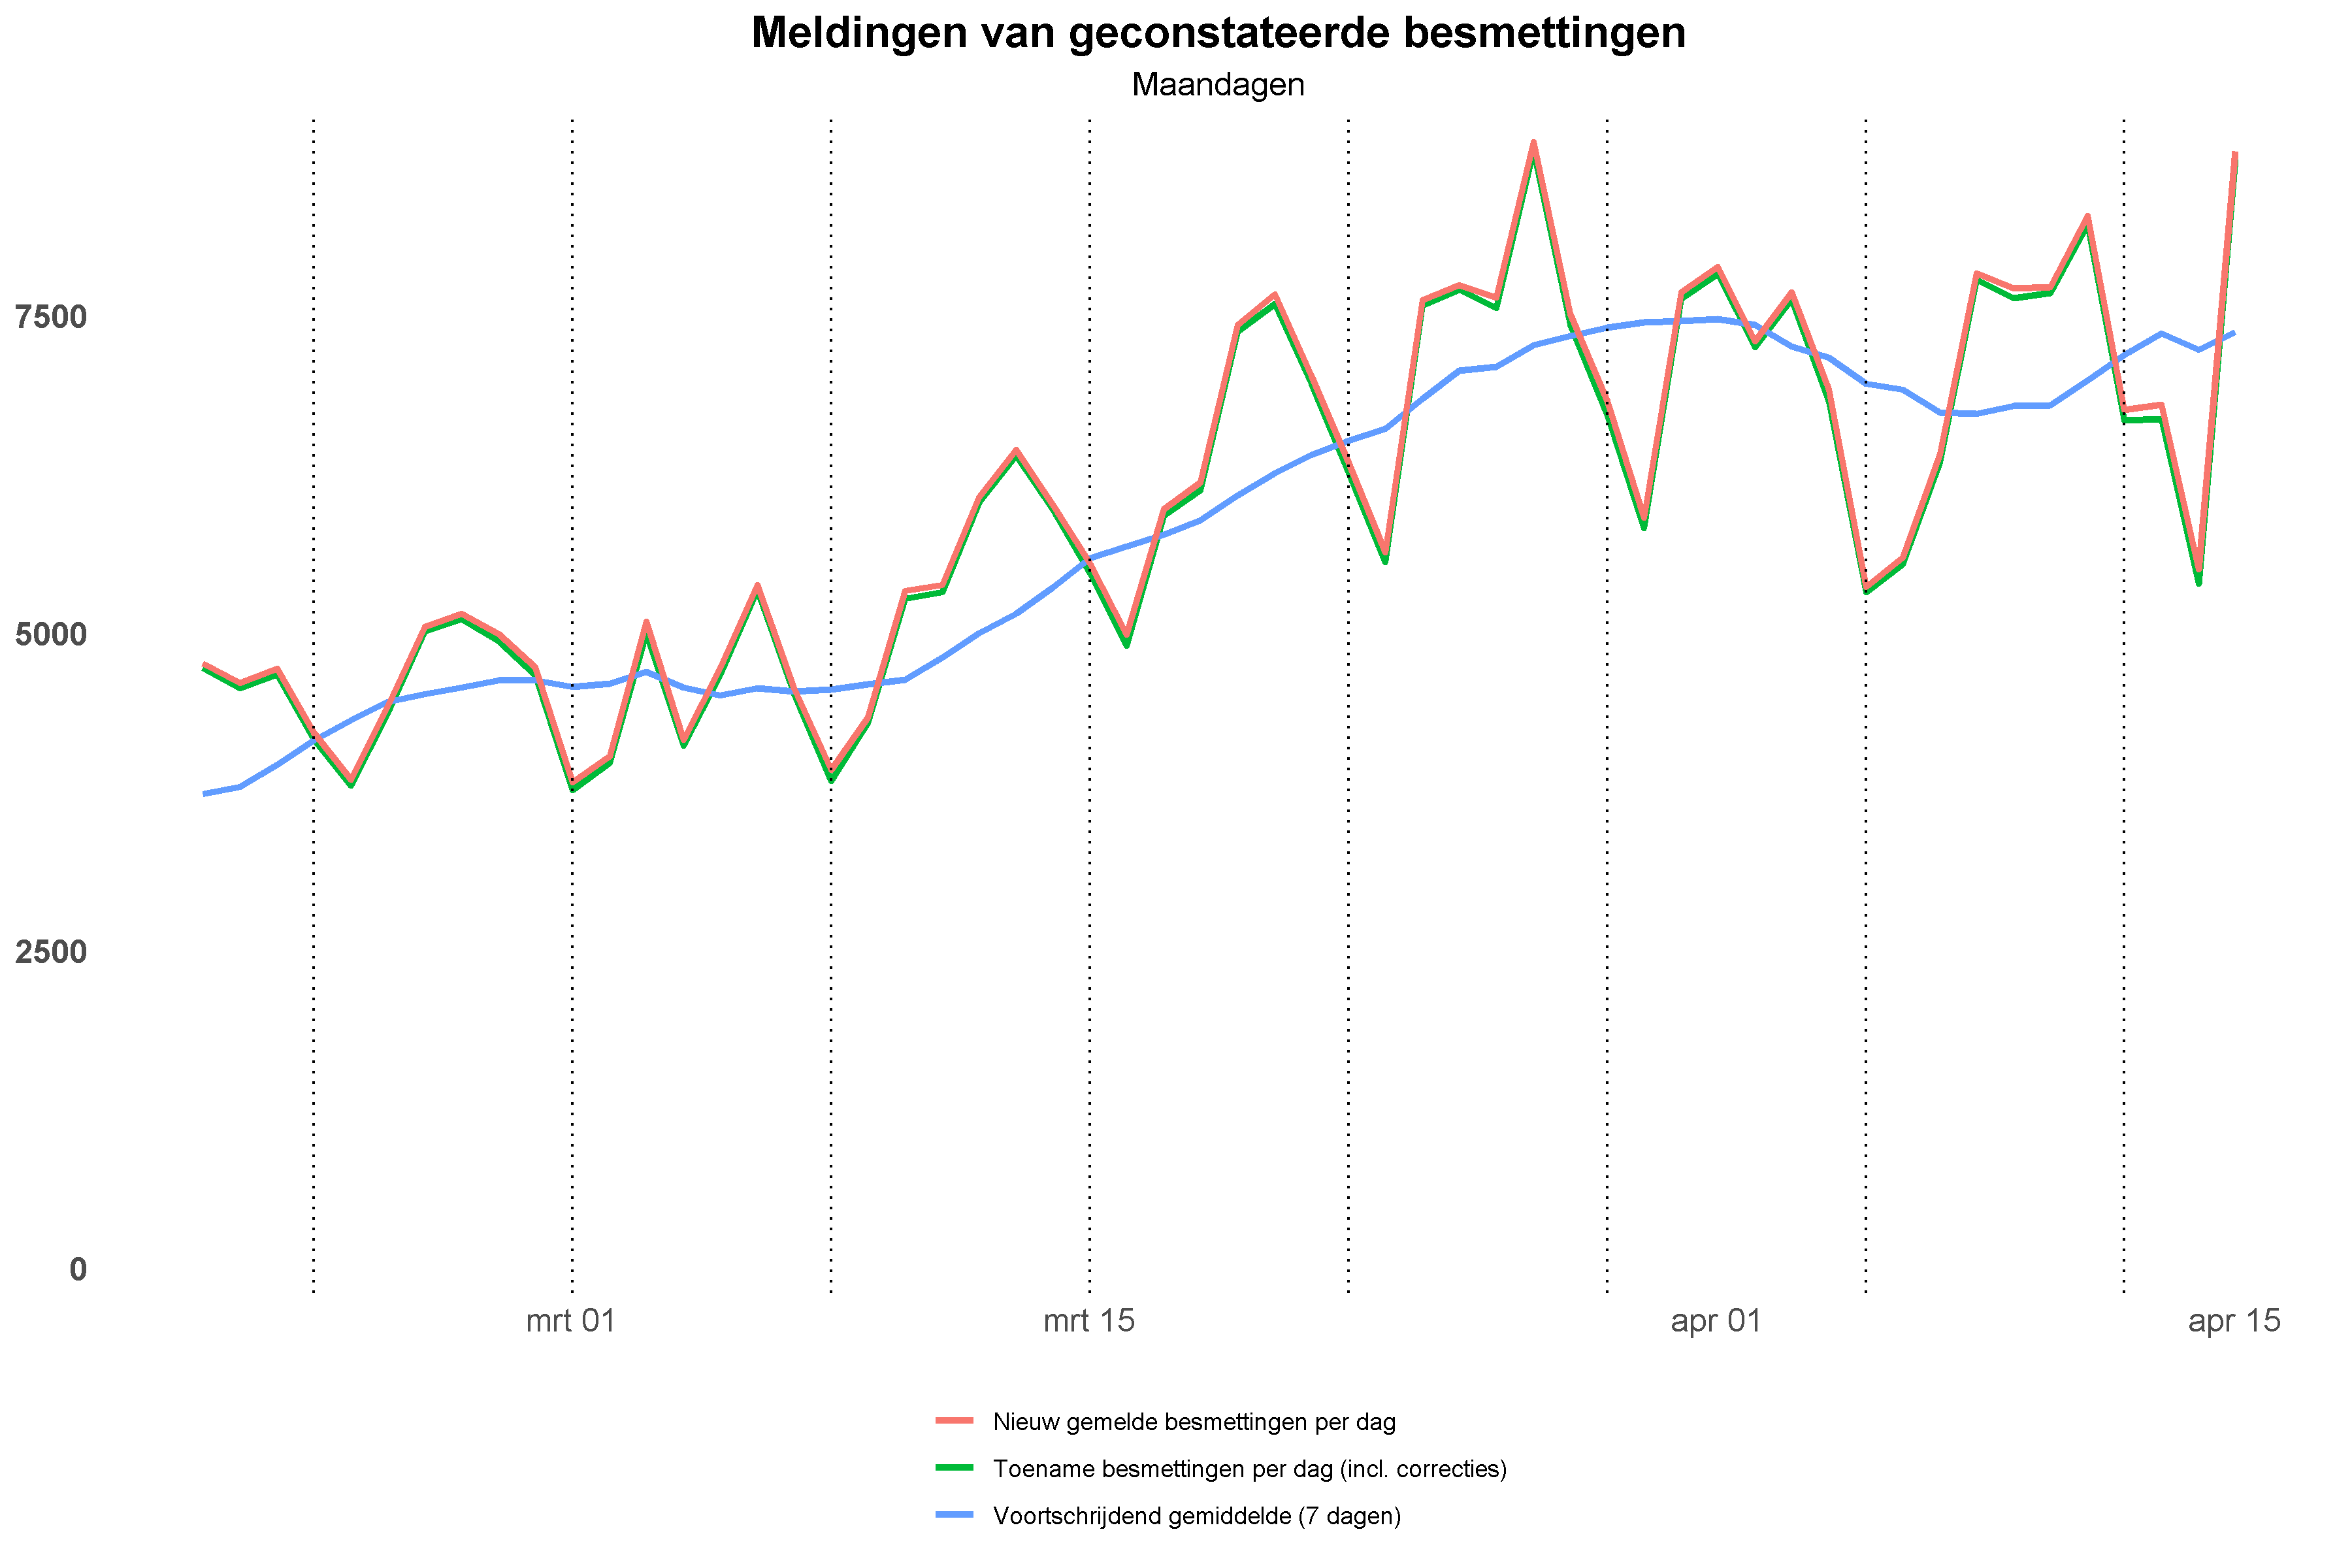 Meldingen van geconstateerde besmettingen
Maandagen
7500
5000
2500
0
mrt 01
mrt 15
apr 01
apr 15
Nieuw gemelde besmettingen per dag
Toename besmettingen per dag (incl. correcties)
Voortschrijdend gemiddelde (7 dagen)